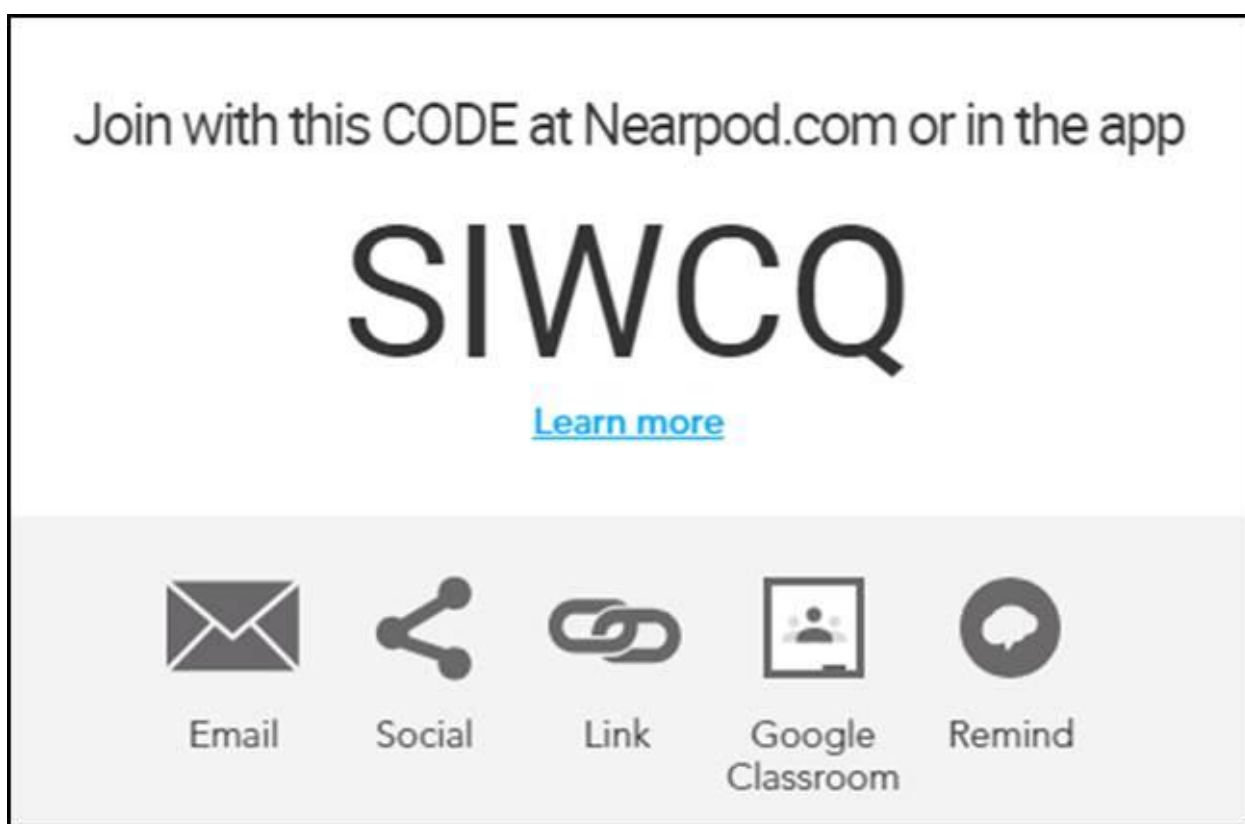 Join with this CODE at Nearpod.com or in the app
SIWCQ
Learn more
Email
Social
Link
Google
Classroom
Remind